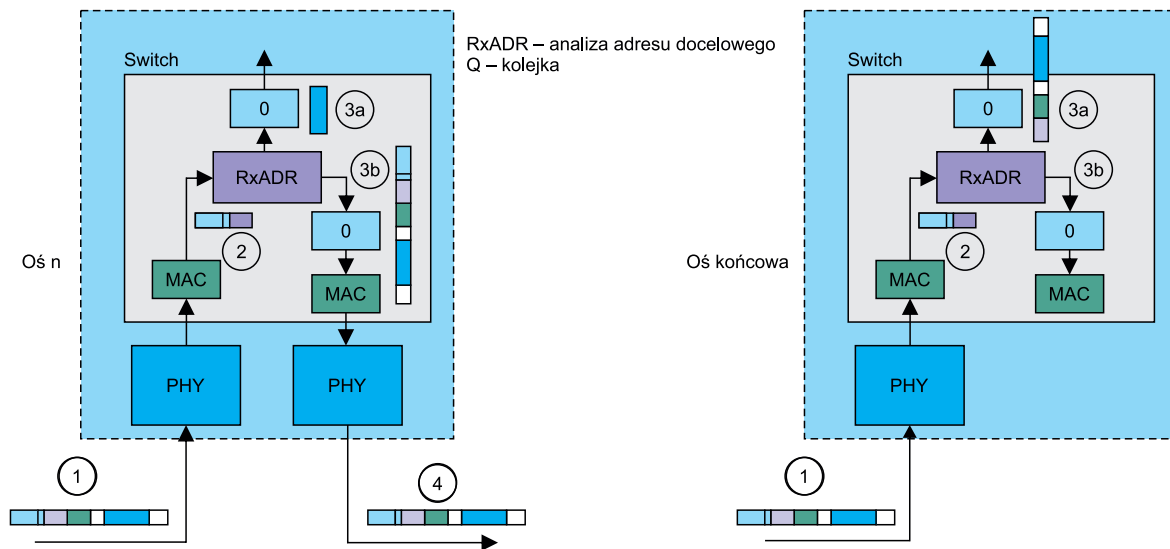 RxADR – analiza adresu docelowego
Q – kolejka
Switch
0
3a
3b
RxADR
2
0
Oś n
MAC
MAC
PHY
PHY
1
4
Switch
0
3a
3b
RxADR
2
0
Oś końcowa
MAC
MAC
PHY
1